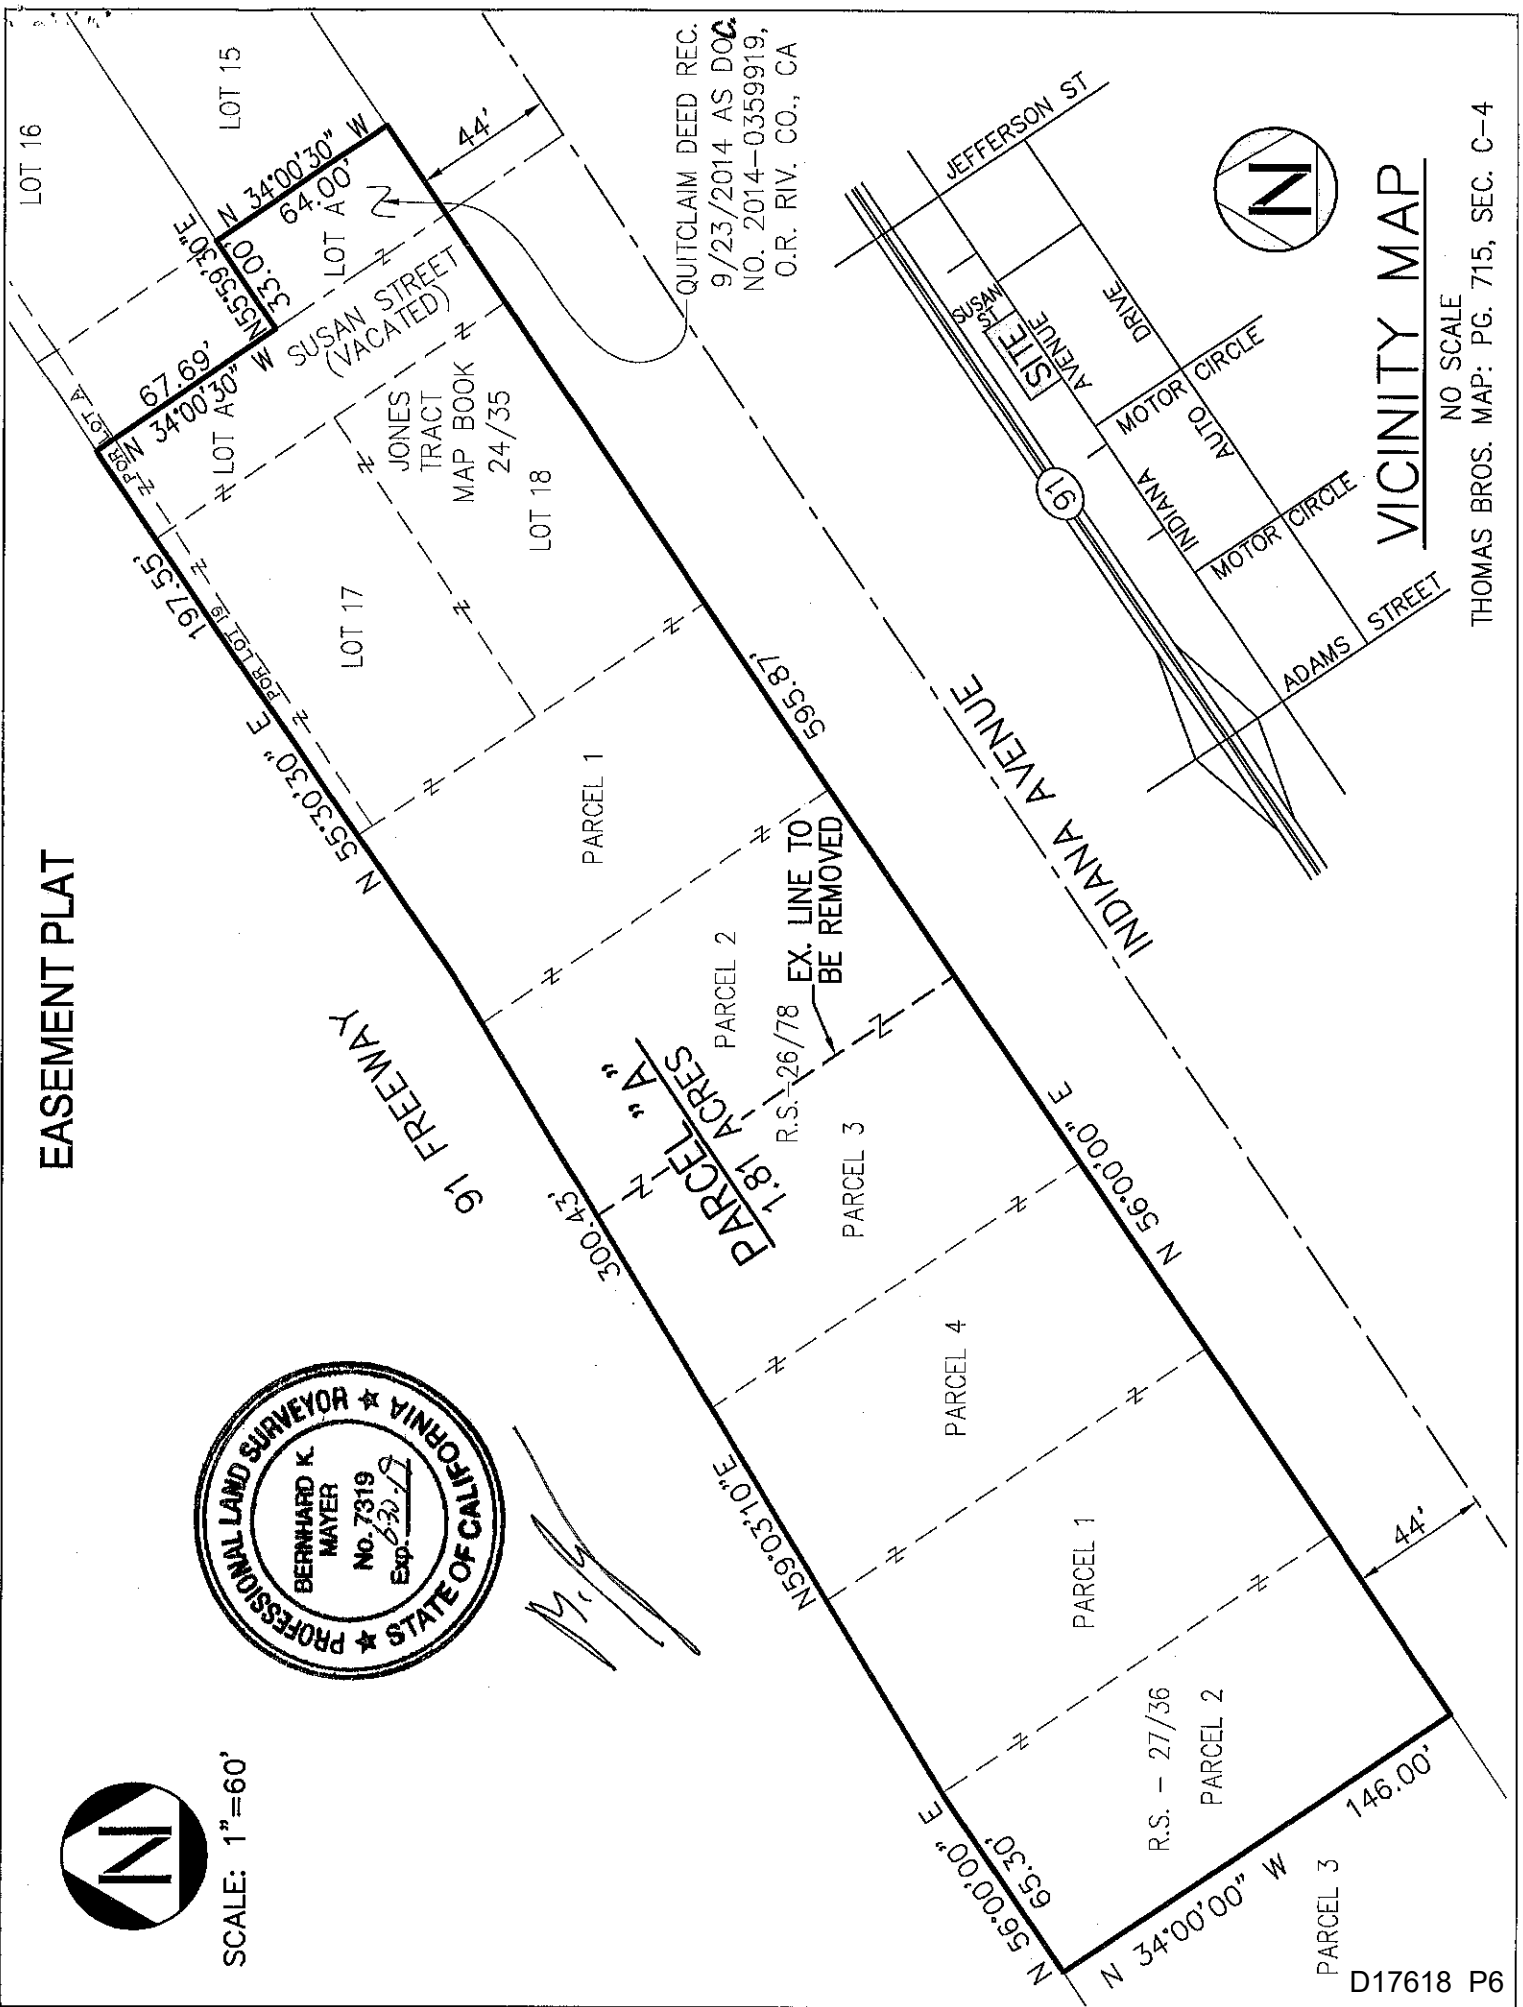 EASEMENT PLAT
N
SCALE: 1"=60'
PROFESSIONAL LAND SURVEYOR
BERNHARD K.
MAYER
No. 7319
Exp. 6-30-19
STATE OF CALIFORNIA
91 FREEWAY
N 56°00'00" E
65.30'
N59°03'10"E
300.43'
N 55°30'30" E
197.55'
POR LOT 19
POR LOT A
N 34°00'30" W
67.69'
N55°59'30"E
33.00'
N 34°00'30" W
64.00'
LOT 16
LOT 15
LOT A
LOT A
SUSAN STREET
(VACATED)
JONES
TRACT
MAP BOOK
24/35
LOT 17
LOT 18
PARCEL 1
PARCEL 2
R.S.-26/78
EX. LINE TO
BE REMOVED
PARCEL "A"
1.81 ACRES
PARCEL 3
PARCEL 4
PARCEL 1
R.S. - 27/36
PARCEL 2
N 34°00'00" W
146.00'
PARCEL 3
N 56°00'00" E
595.87'
44'
44'
INDIANA AVENUE
QUITCLAIM DEED REC.
9/23/2014 AS DOC.
NO. 2014-0359919,
O.R. RIV. CO., CA
JEFFERSON ST
SUSAN
ST
SITE
INDIANA
AVENUE
91
MOTOR CIRCLE
AUTO
DRIVE
MOTOR CIRCLE
ADAMS STREET
N
VICINITY MAP
NO SCALE
THOMAS BROS. MAP: PG. 715, SEC. C-4
D17618 P6